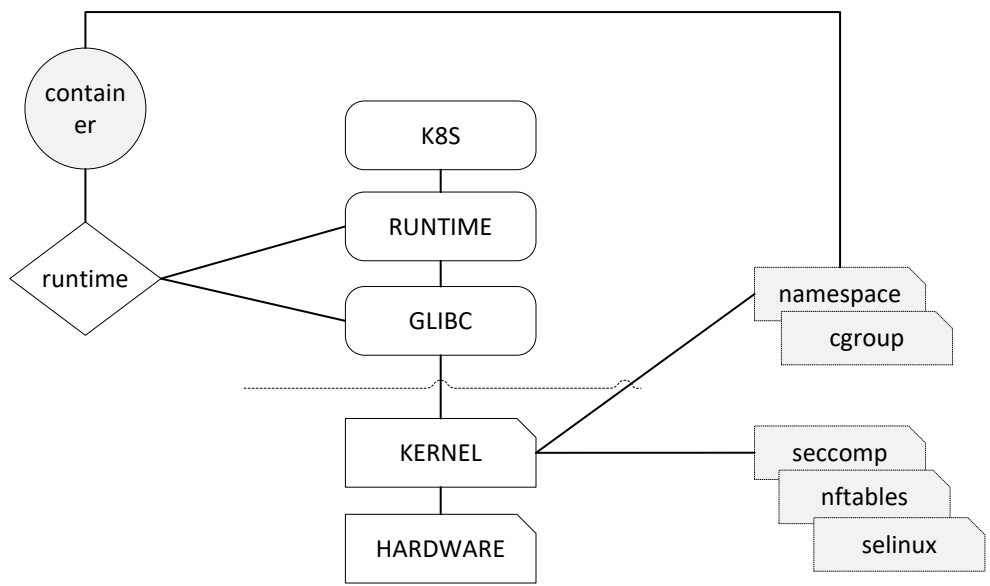 contain
er
K8S
RUNTIME
runtime
GLIBC
namespace
cgroup
KERNEL
seccomp
nftables
HARDWARE
selinux